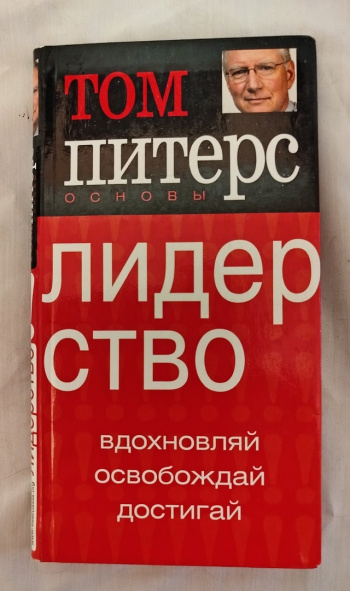 ТОМ
ПИТЕРС
ОСНОВЫ
ЛИДЕР
СТВО
ВДОХНОВЛЯЙ
ОСВОБОЖДАЙ
ДОСТИГАЙ